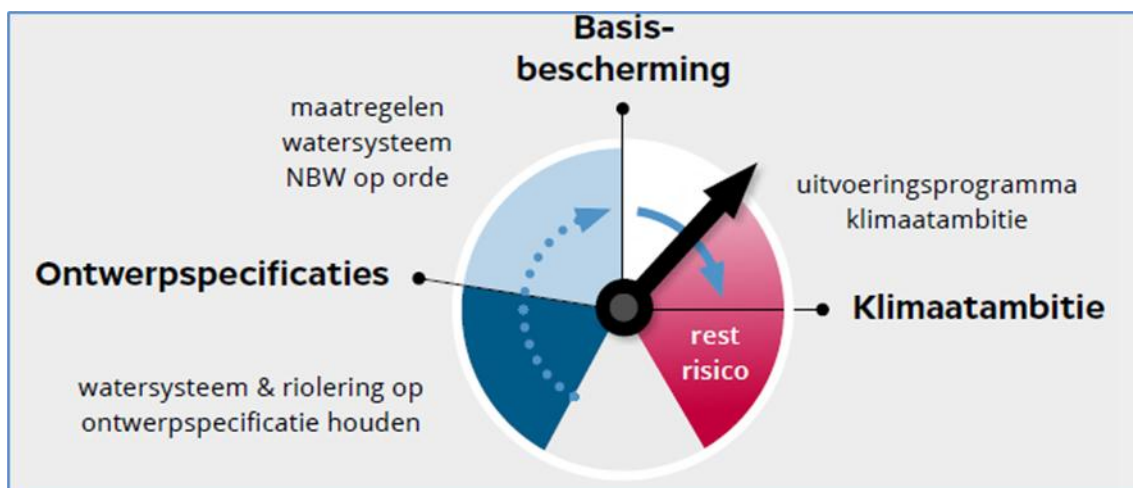 Basis-
bescherming
maatregelen
watersysteem
NBW op orde
uitvoeringsprogramma
klimaatambitie
Ontwerpspecificaties
Klimaatambitie
rest
risico
watersysteem & riolering op
ontwerpspecificatie houden